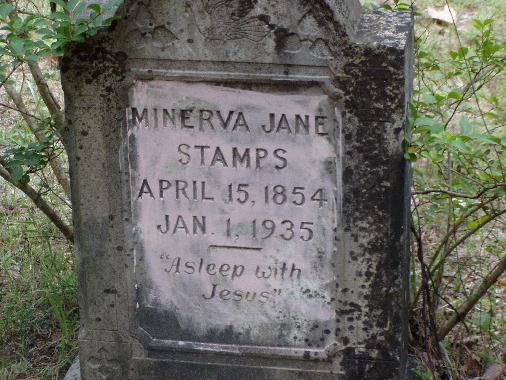 MINERVA JANE
STAMPS
APRIL 15, 1854
JAN. 1, 1935
"Asleep with
Jesus"